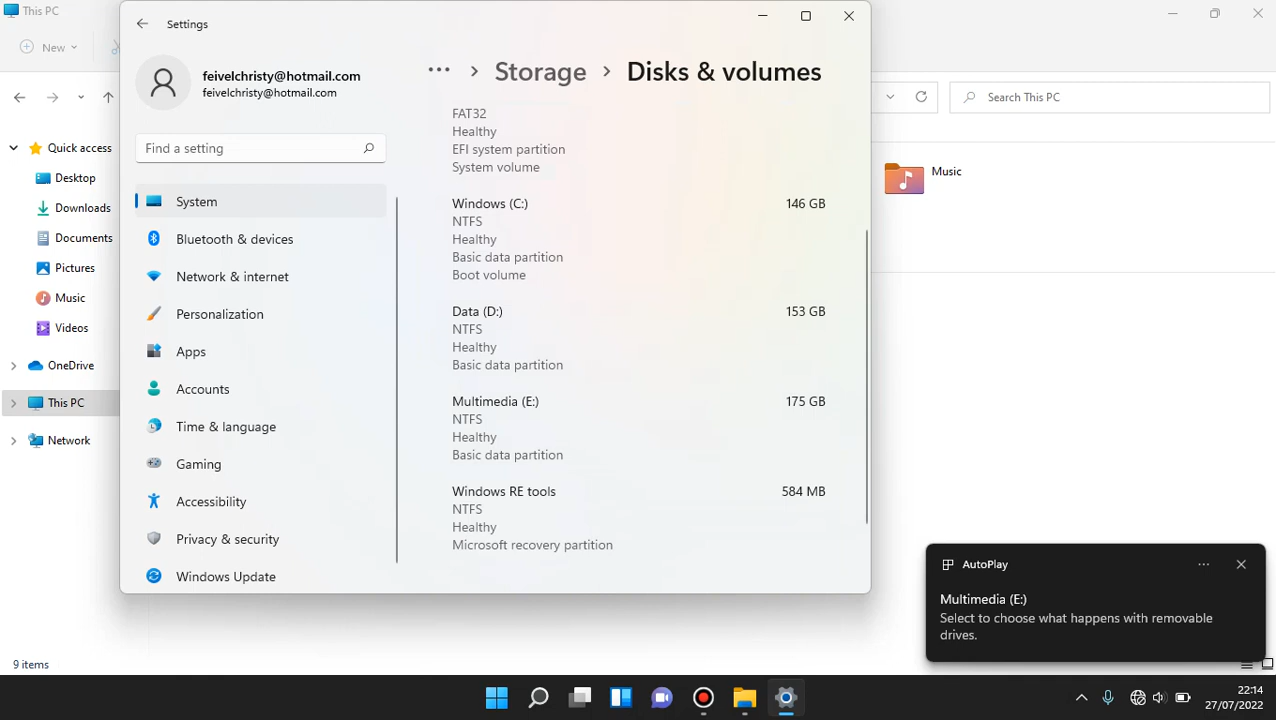 This PC
New
Settings
feivelchristy@hotmail.com
feivelchristy@hotmail.com
Find a setting
System
Bluetooth & devices
Network & internet
Personalization
Apps
Accounts
Time & language
Gaming
Accessibility
Privacy & security
Windows Update
... > Storage > Disks & volumes
FAT32
Healthy
EFI system partition
System volume
Windows (C:) 146 GB
NTFS
Healthy
Basic data partition
Boot volume
Data (D:) 153 GB
NTFS
Healthy
Basic data partition
Multimedia (E:) 175 GB
NTFS
Healthy
Basic data partition
Windows RE tools 584 MB
NTFS
Healthy
Microsoft recovery partition
Search This PC
Quick access
Desktop
Downloads
Documents
Pictures
Music
Videos
OneDrive
This PC
Network
Music
9 items
AutoPlay
Multimedia (E:)
Select to choose what happens with removable
drives.
22:14
27/07/2022